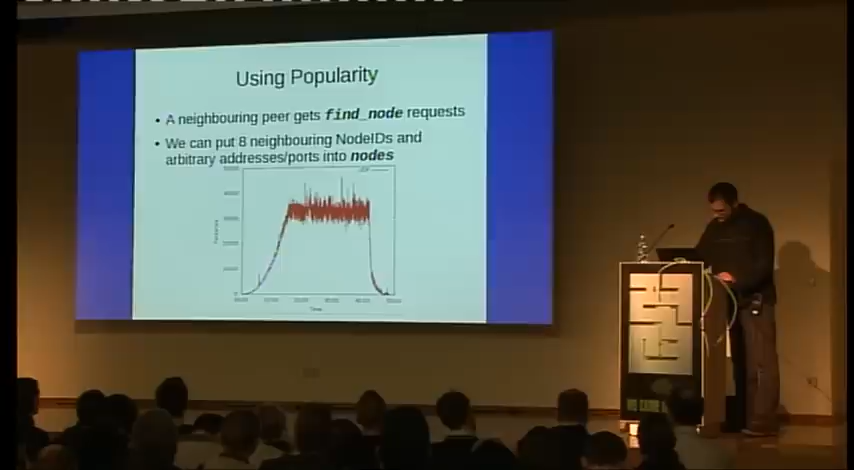 Using Popularity
• A neighbouring peer gets find_node requests
• We can put 8 neighbouring NodeIDs and
arbitrary addresses/ports into nodes
Time